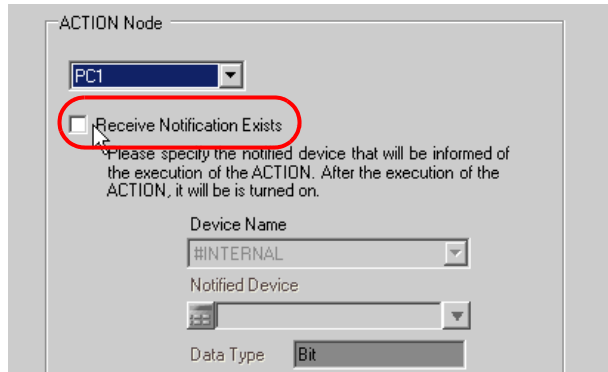 ACTION Node
PC1
Receive Notification Exists
Please specify the notified device that will be informed of
the execution of the ACTION. After the execution of the
ACTION, it will be is turned on.
Device Name
#INTERNAL
Notified Device
Data Type Bit